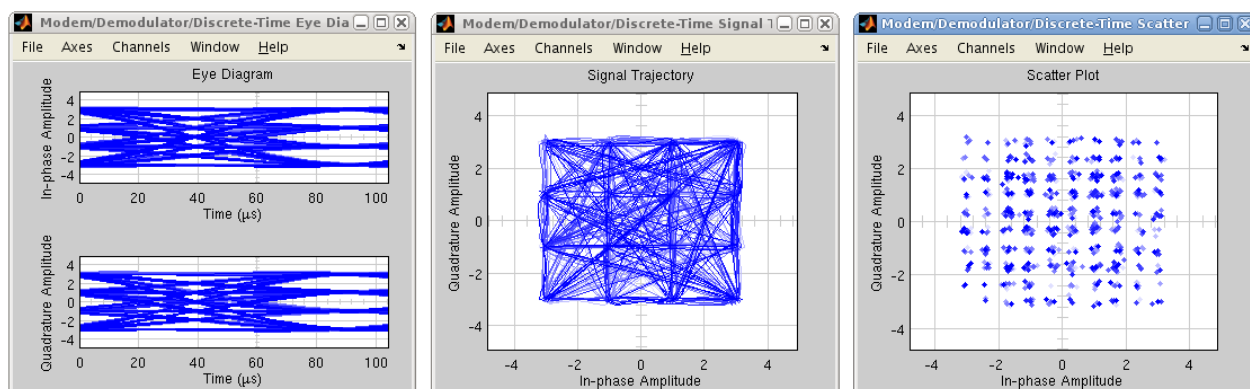 Modem/Demodulator/Discrete-Time Eye Dia
File Axes Channels Window Help
Eye Diagram
In-phase Amplitude
4
2
0
-2
-4
0 20 40 60 80 100
Time (μs)
Quadrature Amplitude
4
2
0
-2
-4
0 20 40 60 80 100
Time (μs)
Modem/Demodulator/Discrete-Time Signal T
File Axes Channels Window Help
Signal Trajectory
Quadrature Amplitude
4
2
0
-2
-4
-4 -2 0 2 4
In-phase Amplitude
Modem/Demodulator/Discrete-Time Scatter
File Axes Channels Window Help
Scatter Plot
Quadrature Amplitude
4
2
0
-2
-4
-4 -2 0 2 4
In-phase Amplitude